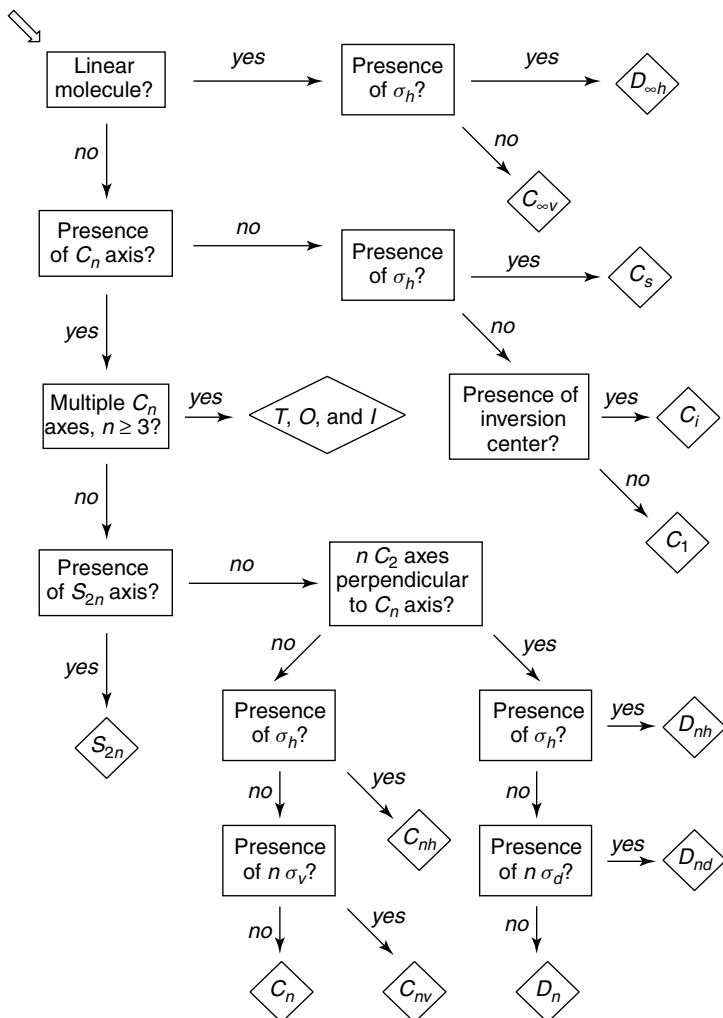 Linear
molecule?
yes
Presence
of σh?
yes
D∞h
no
no
C∞v
Presence
of Cn axis?
no
Presence
of σh?
yes
Cs
yes
no
Multiple Cn
axes, n ≥ 3?
yes
T, O, and I
Presence of
inversion
center?
yes
Ci
no
no
C1
Presence
of S2n axis?
no
n C2 axes
perpendicular
to Cn axis?
yes
no
yes
S2n
Presence
of σh?
Presence
of σh?
yes
Dnh
no
yes
no
Cnh
Presence
of n σv?
Presence
of n σd?
yes
Dnd
no
yes
no
Cn
Cnv
Dn